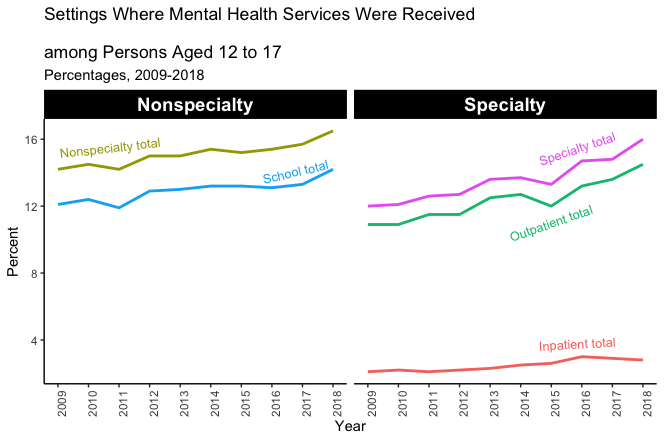 Settings Where Mental Health Services Were Received
among Persons Aged 12 to 17
Percentages, 2009-2018
Nonspecialty
Specialty
Percent
16
12
8
4
Nonspecialty total
School total
Specialty total
Outpatient total
Inpatient total
2009 2010 2011 2012 2013 2014 2015 2016 2017 2018
2009 2010 2011 2012 2013 2014 2015 2016 2017 2018
Year